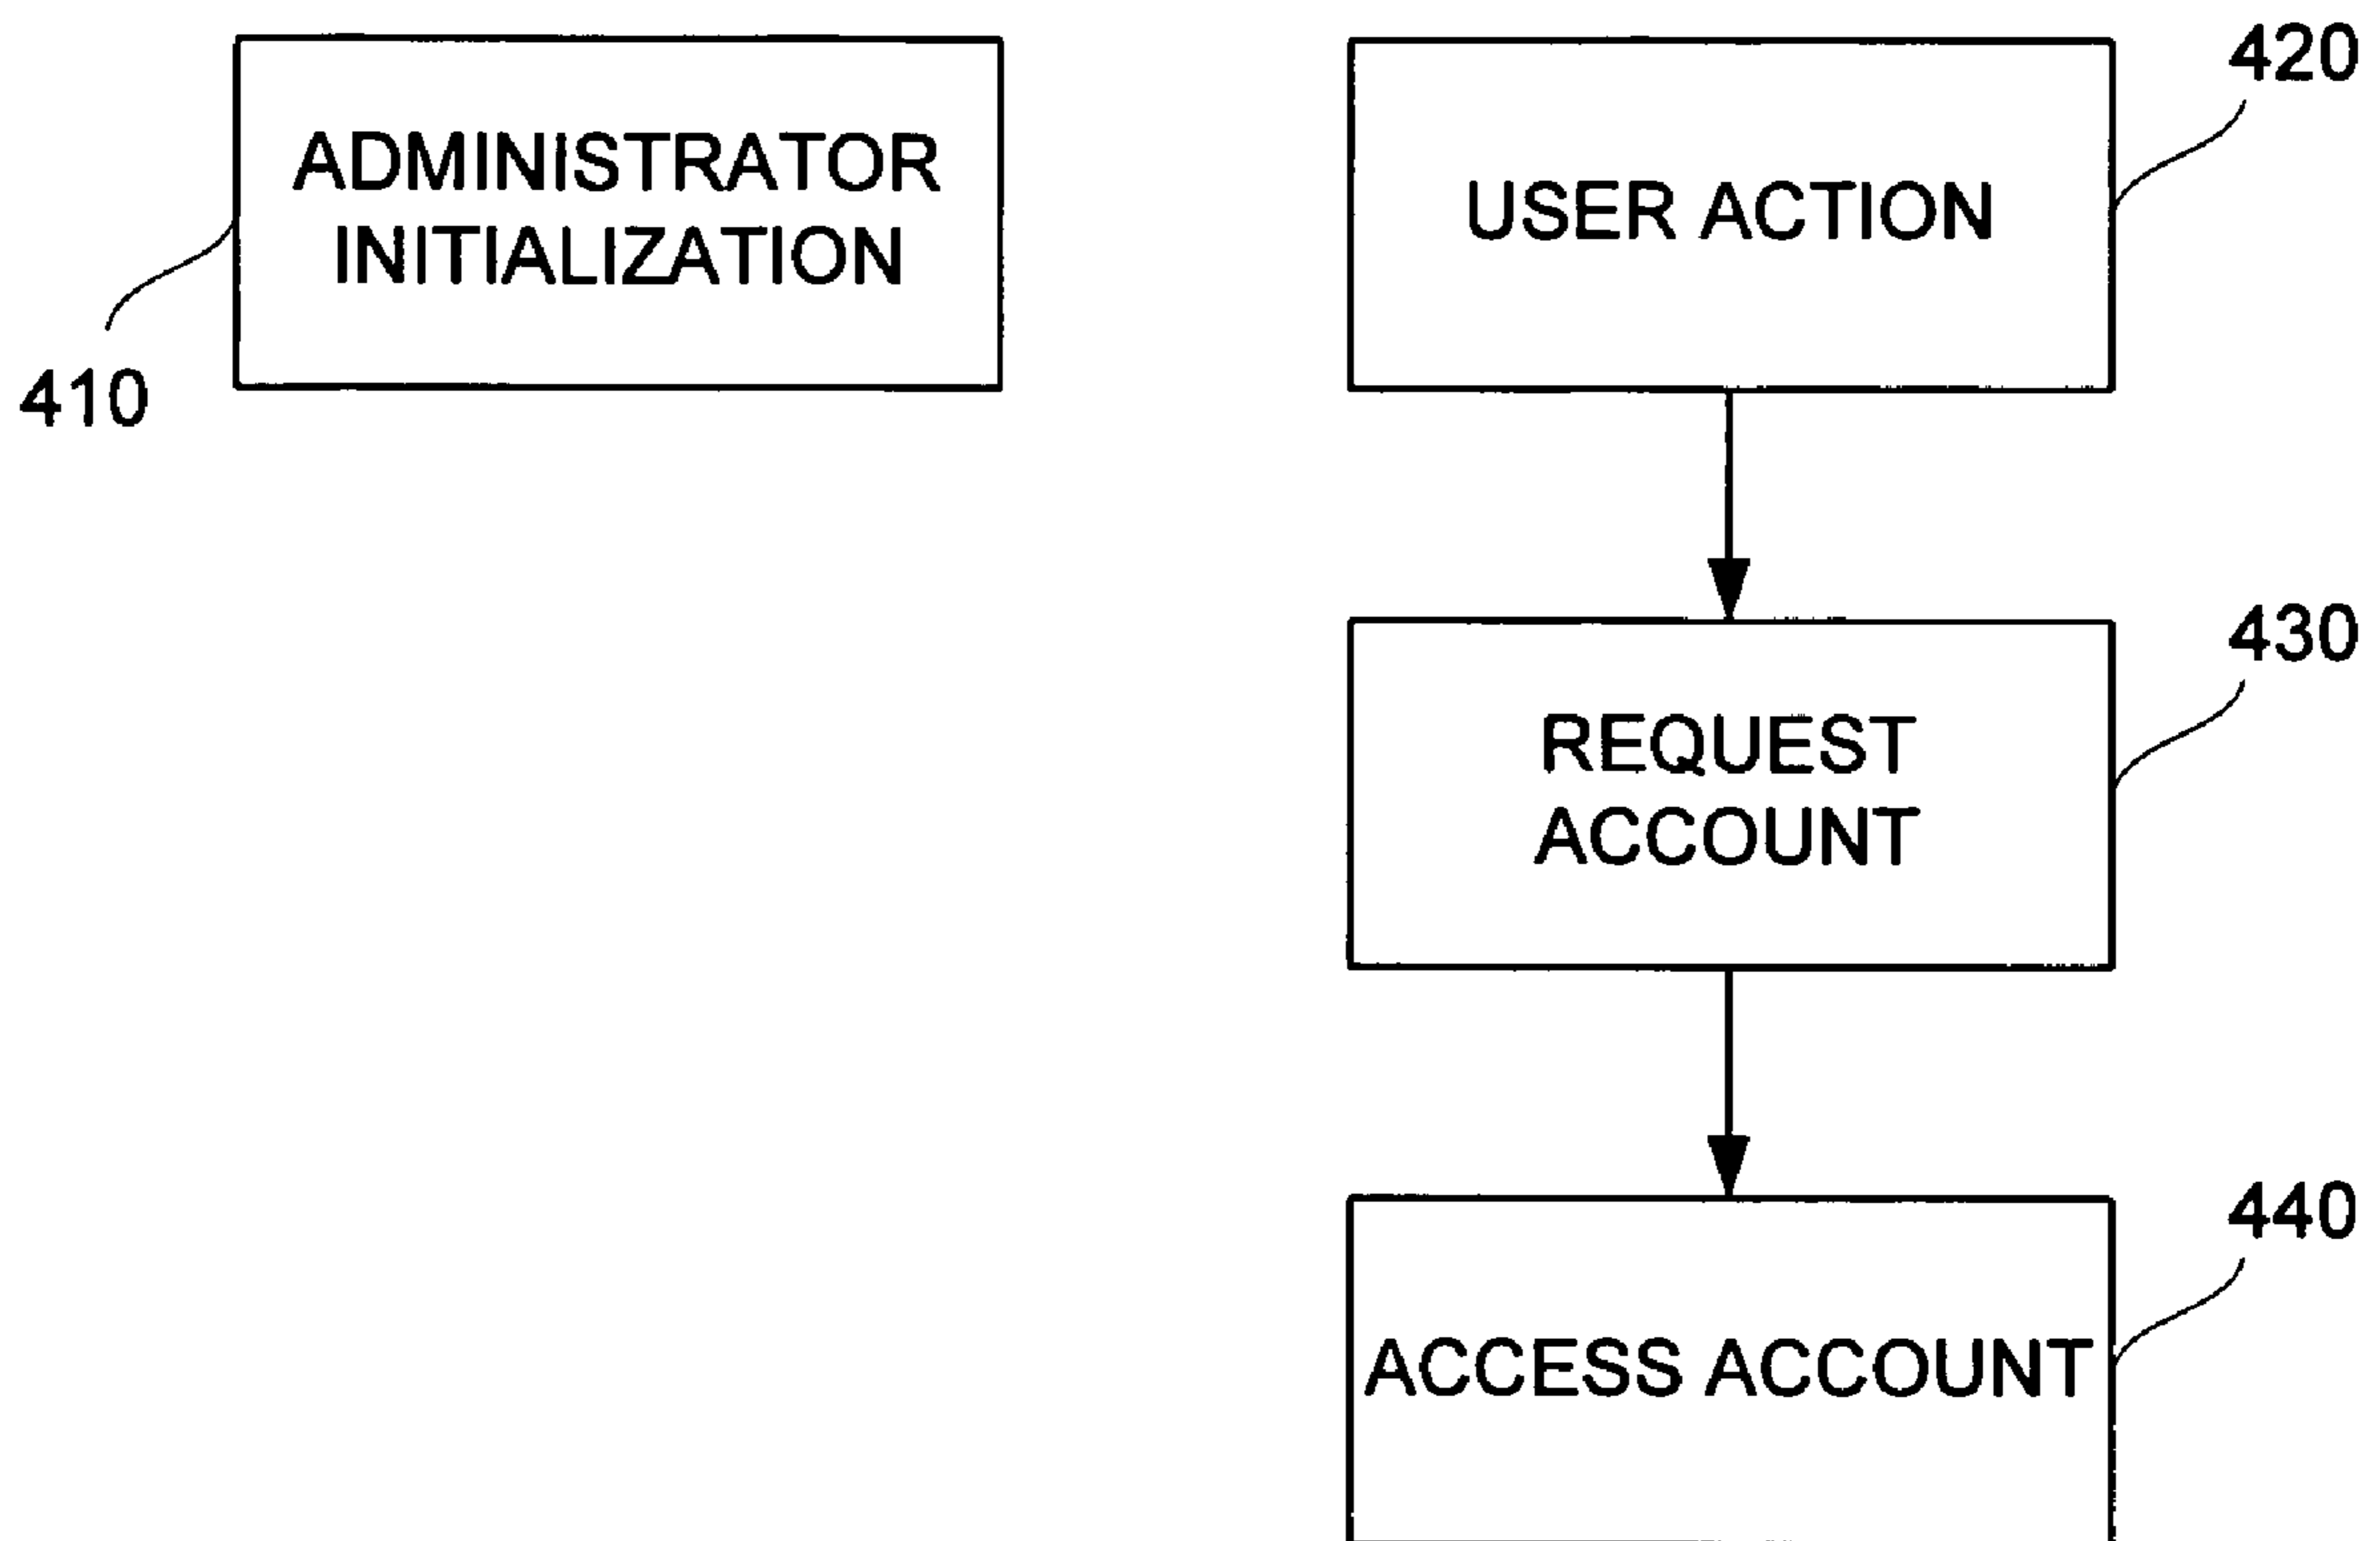 420
ADMINISTRATOR
INITIALIZATION
USER ACTION
410
430
REQUEST
ACCOUNT
440
ACCESS ACCOUNT